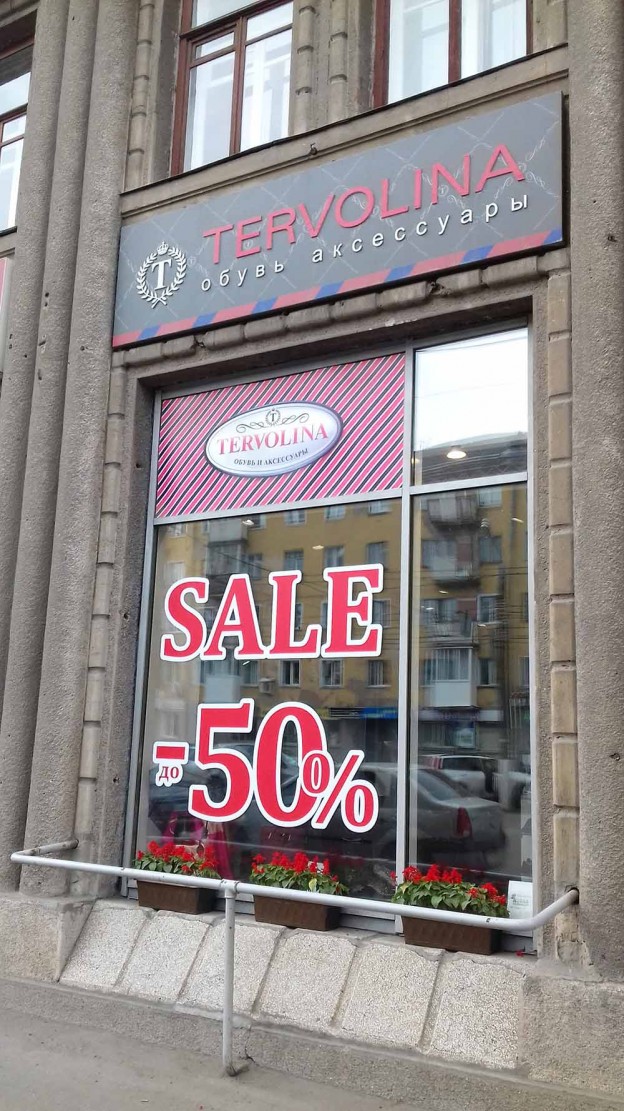 TERVOLINA
T
обувь аксессуары
T
TERVOLINA
ОБУВЬ И АКСЕССУАРЫ
SALE
до -50%